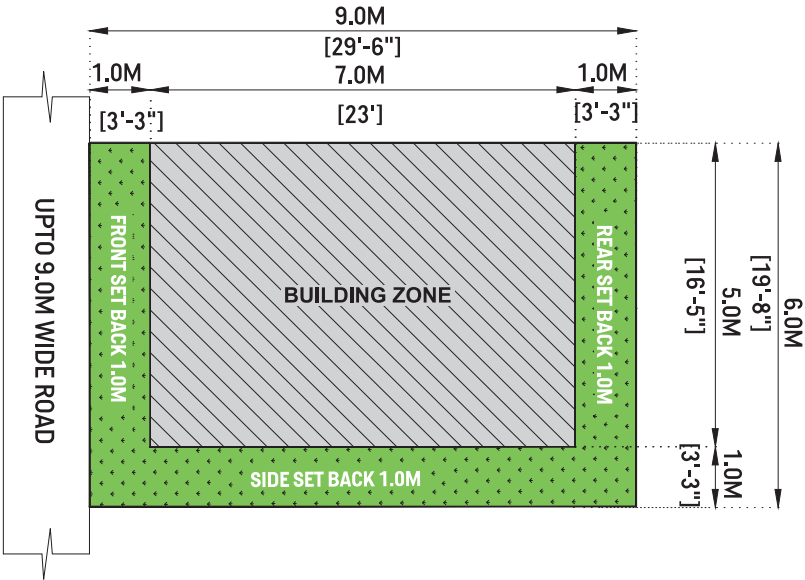 9.0M
[29'-6"]
1.0M
7.0M
1.0M
[3'-3"]
[23']
[3'-3"]
UPTO 9.0M WIDE ROAD
FRONT SET BACK 1.0M
BUILDING ZONE
REAR SET BACK 1.0M
SIDE SET BACK 1.0M
5.0M
[16'-5"]
6.0M
[19'-8"]
1.0M
[3'-3"]